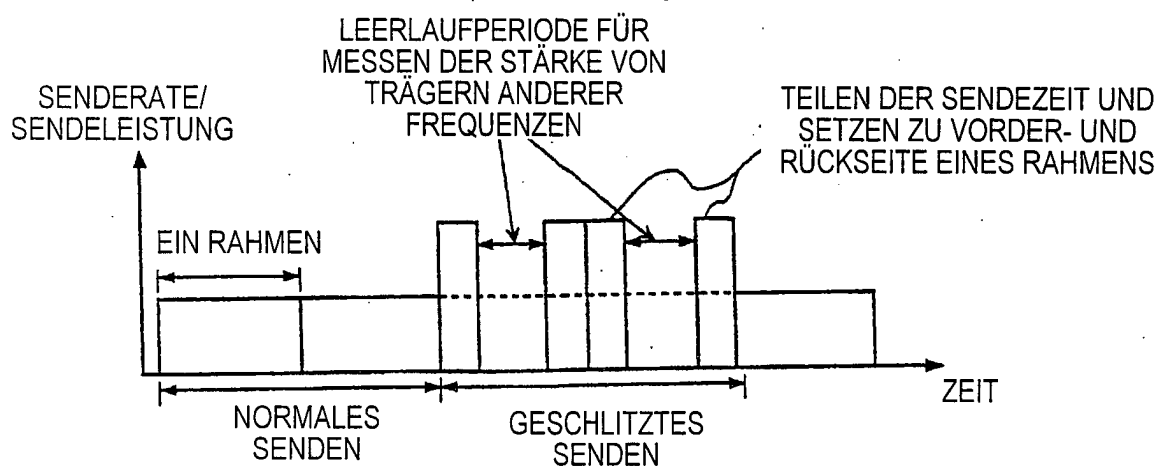 LEERLAUFPERIODE FÜR
MESSEN DER STÄRKE VON
TRÄGERN ANDERER
FREQUENZEN
SENDERATE/
SENDELEISTUNG
TEILEN DER SENDEZEIT UND
SETZEN ZU VORDER- UND
RÜCKSEITE EINES RAHMENS
EIN RAHMEN
ZEIT
NORMALES
SENDEN
GESCHLITZTES
SENDEN